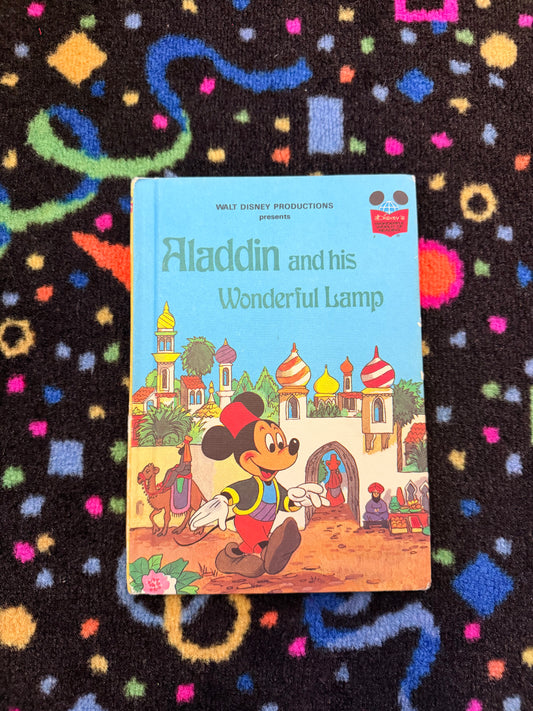 WALT DISNEY PRODUCTIONS
presents
Aladdin and his
Wonderful Lamp